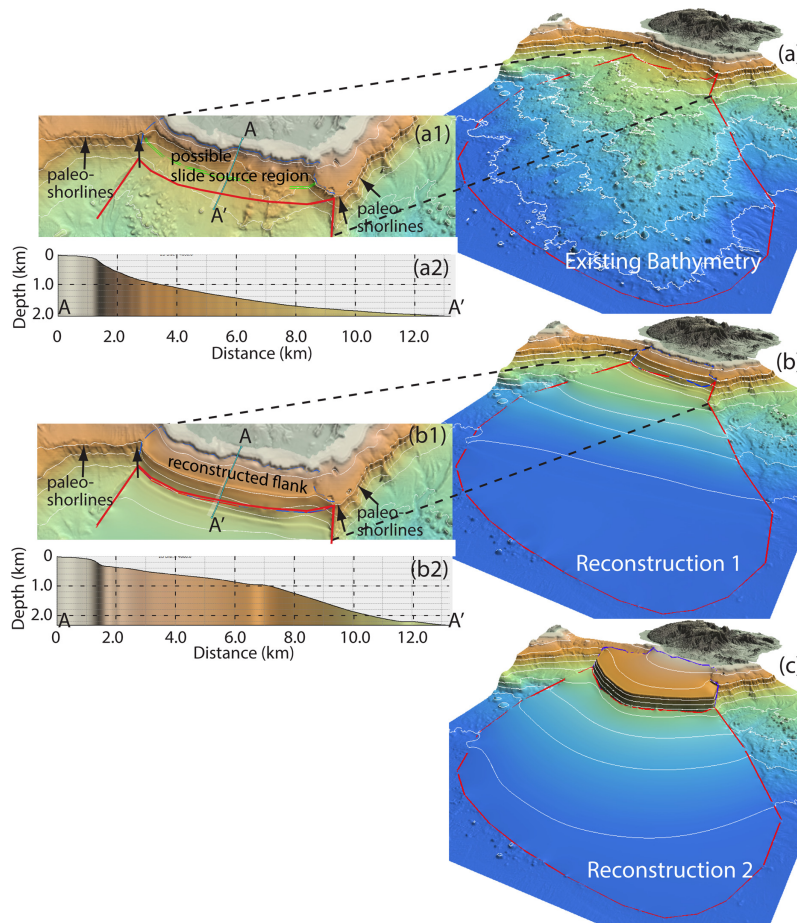 (a)
Existing Bathymetry
(a1)
A
possible
slide source region
A'
paleo-
shorlines
paleo-
shorlines
(a2)
Depth (km)
0
1.0
2.0
A
A'
0
2.0
4.0
6.0
8.0
10.0
12.0
Distance (km)
(b)
Reconstruction 1
(b1)
A
reconstructed flank
A'
paleo-
shorlines
paleo-
shorlines
(b2)
Depth (km)
0
1.0
2.0
A
A'
0
2.0
4.0
6.0
8.0
10.0
12.0
Distance (km)
(c)
Reconstruction 2